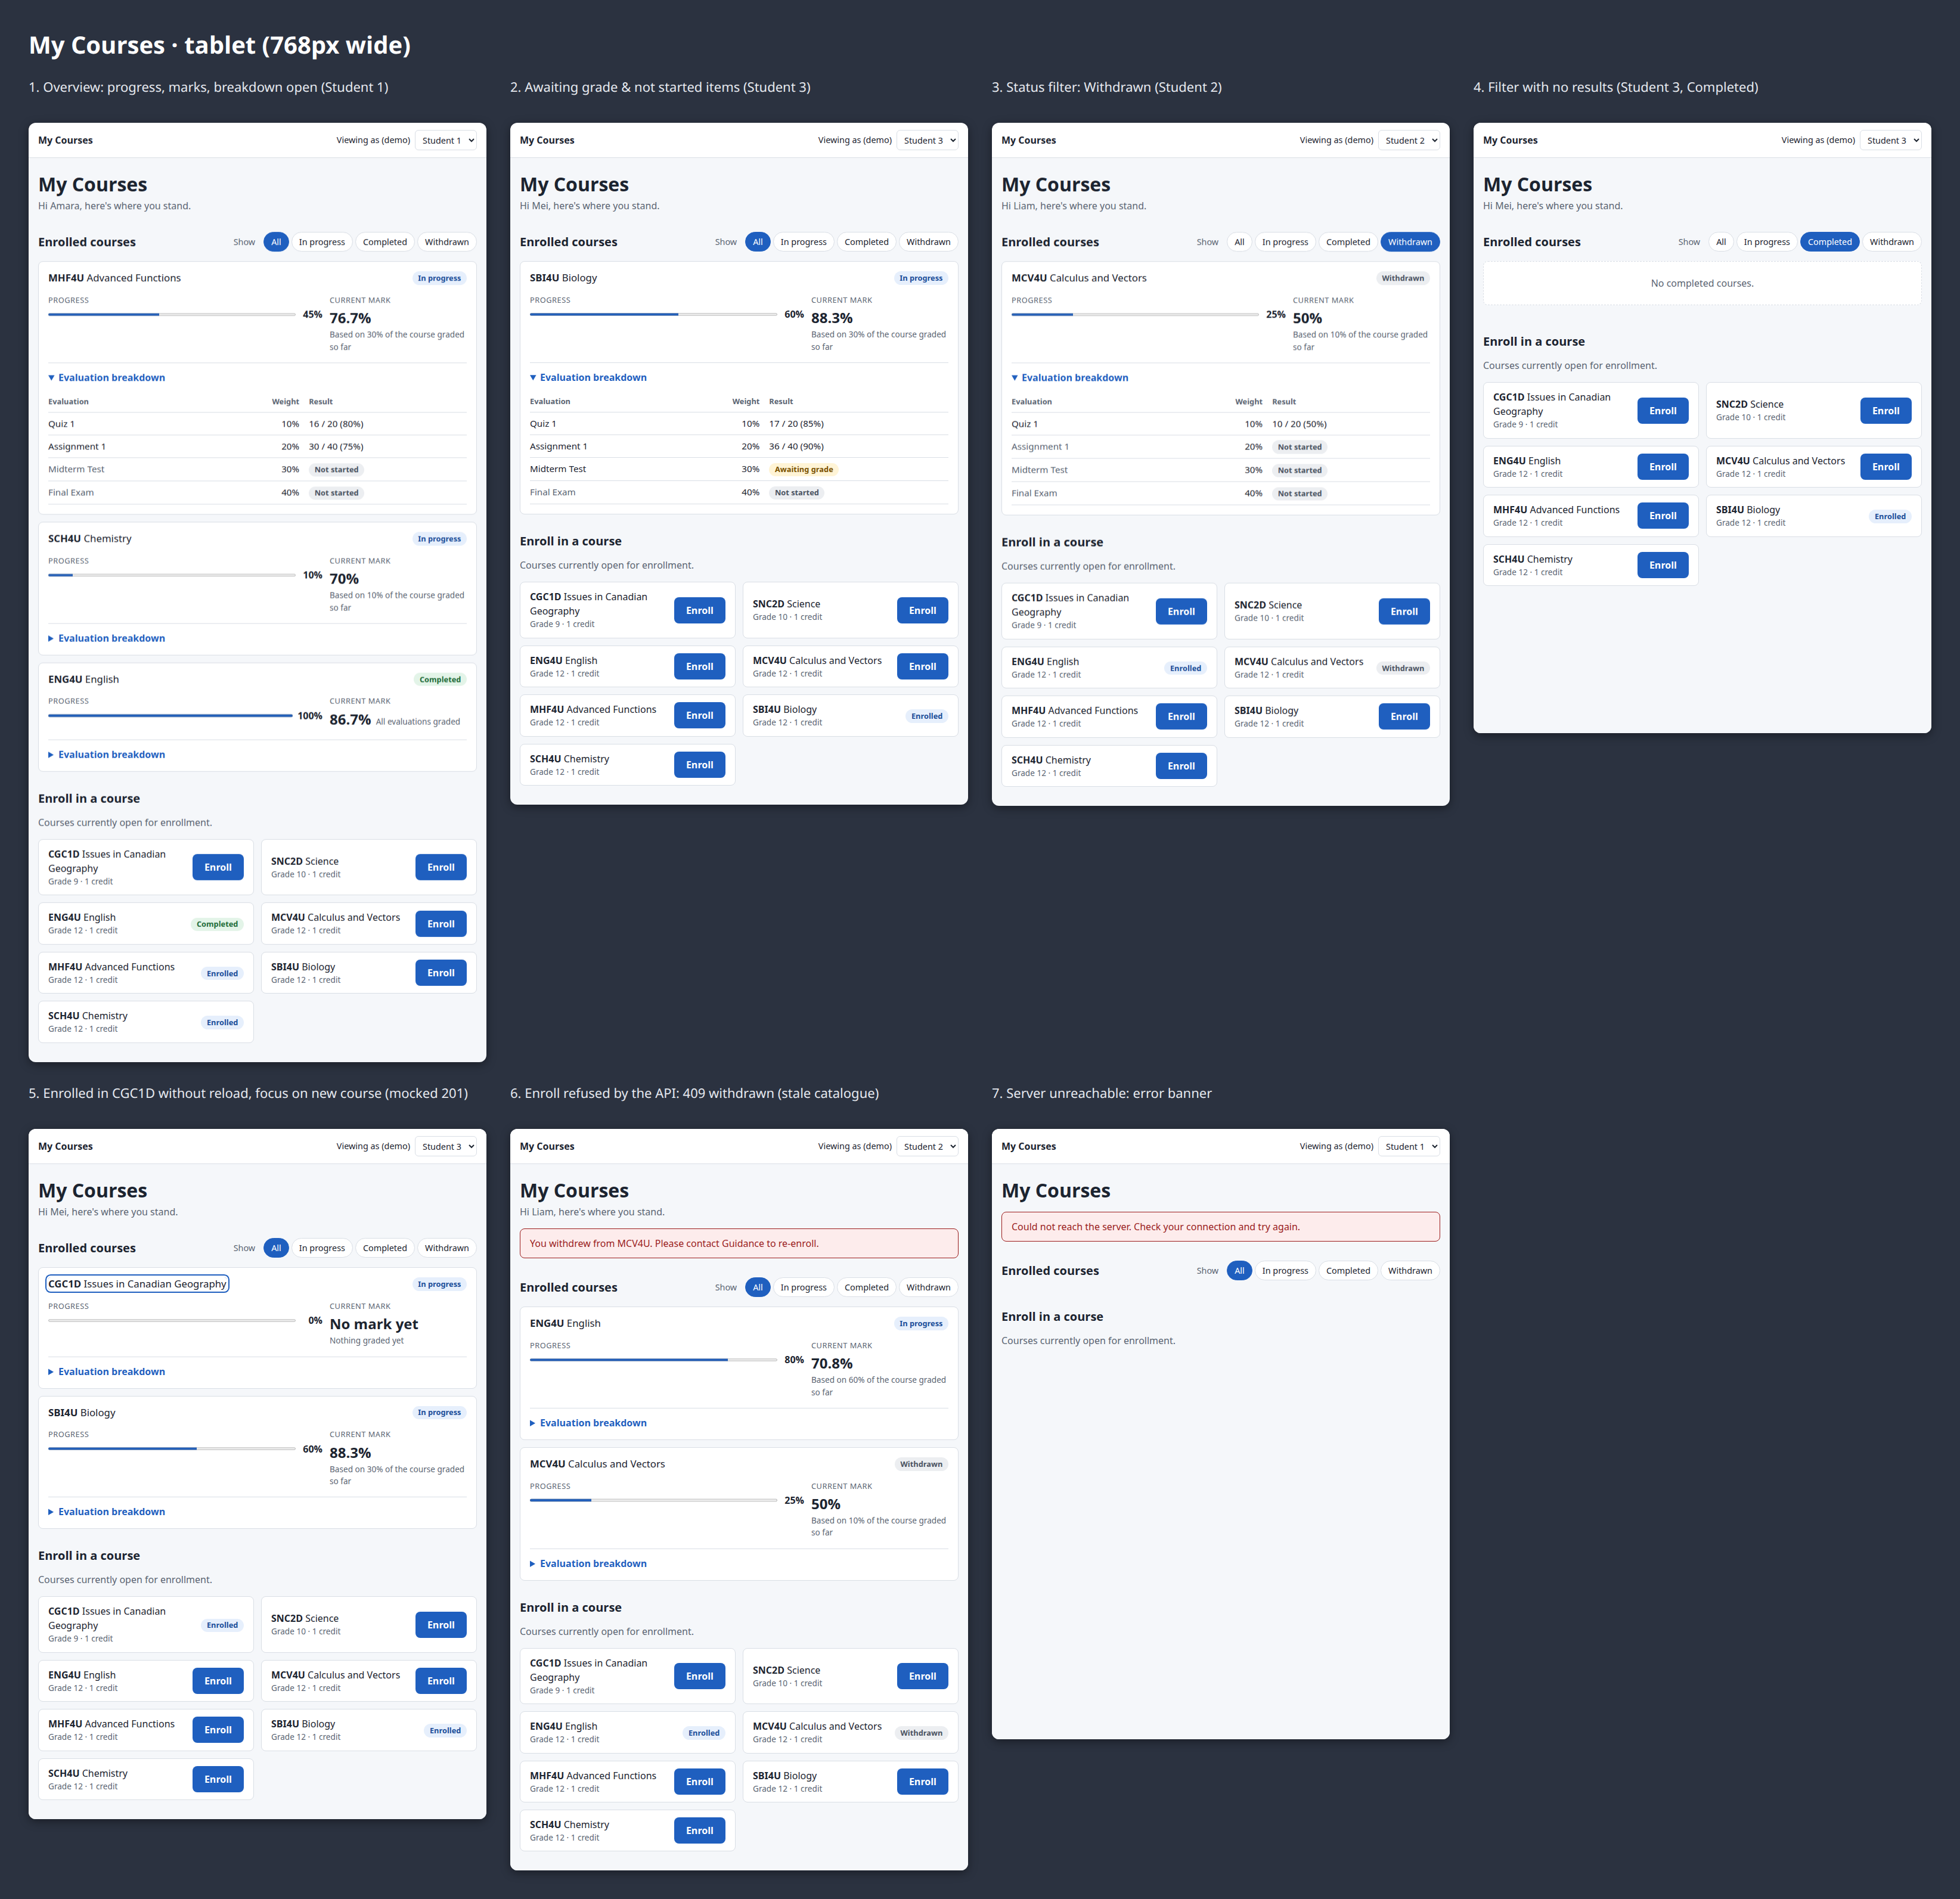 My Courses · tablet (768px wide)
1. Overview: progress, marks, breakdown open (Student 1)
My Courses
Viewing as (demo) Student 1
My Courses
Hi Amara, here's where you stand.
Enrolled courses
Show All In progress Completed Withdrawn
MHF4U Advanced Functions
In progress
PROGRESS
45%
CURRENT MARK
76.7%
Based on 30% of the course graded
so far
▼ Evaluation breakdown
Evaluation Weight Result
Quiz 1 10% 16 / 20 (80%)
Assignment 1 20% 30 / 40 (75%)
Midterm Test 30% Not started
Final Exam 40% Not started
SCH4U Chemistry
In progress
PROGRESS
10%
CURRENT MARK
70%
Based on 10% of the course graded
so far
▶ Evaluation breakdown
ENG4U English
Completed
PROGRESS
100%
CURRENT MARK
86.7% All evaluations graded
▶ Evaluation breakdown
Enroll in a course
Courses currently open for enrollment.
CGC1D Issues in Canadian
Geography
Grade 9 · 1 credit
Enroll
SNC2D Science
Grade 10 · 1 credit
Enroll
ENG4U English
Grade 12 · 1 credit
Completed
MCV4U Calculus and Vectors
Grade 12 · 1 credit
Enroll
MHF4U Advanced Functions
Grade 12 · 1 credit
Enrolled
SBI4U Biology
Grade 12 · 1 credit
Enroll
SCH4U Chemistry
Grade 12 · 1 credit
Enrolled
2. Awaiting grade & not started items (Student 3)
My Courses
Viewing as (demo) Student 3
My Courses
Hi Mei, here's where you stand.
Enrolled courses
Show All In progress Completed Withdrawn
SBI4U Biology
In progress
PROGRESS
60%
CURRENT MARK
88.3%
Based on 30% of the course graded
so far
▼ Evaluation breakdown
Evaluation Weight Result
Quiz 1 10% 17 / 20 (85%)
Assignment 1 20% 36 / 40 (90%)
Midterm Test 30% Awaiting grade
Final Exam 40% Not started
Enroll in a course
Courses currently open for enrollment.
CGC1D Issues in Canadian
Geography
Grade 9 · 1 credit
Enroll
SNC2D Science
Grade 10 · 1 credit
Enroll
ENG4U English
Grade 12 · 1 credit
Enroll
MCV4U Calculus and Vectors
Grade 12 · 1 credit
Enroll
MHF4U Advanced Functions
Grade 12 · 1 credit
Enroll
SBI4U Biology
Grade 12 · 1 credit
Enrolled
SCH4U Chemistry
Grade 12 · 1 credit
Enroll
3. Status filter: Withdrawn (Student 2)
My Courses
Viewing as (demo) Student 2
My Courses
Hi Liam, here's where you stand.
Enrolled courses
Show All In progress Completed Withdrawn
MCV4U Calculus and Vectors
Withdrawn
PROGRESS
25%
CURRENT MARK
50%
Based on 10% of the course graded
so far
▼ Evaluation breakdown
Evaluation Weight Result
Quiz 1 10% 10 / 20 (50%)
Assignment 1 20% Not started
Midterm Test 30% Not started
Final Exam 40% Not started
Enroll in a course
Courses currently open for enrollment.
CGC1D Issues in Canadian
Geography
Grade 9 · 1 credit
Enroll
SNC2D Science
Grade 10 · 1 credit
Enroll
ENG4U English
Grade 12 · 1 credit
Enrolled
MCV4U Calculus and Vectors
Grade 12 · 1 credit
Withdrawn
MHF4U Advanced Functions
Grade 12 · 1 credit
Enroll
SBI4U Biology
Grade 12 · 1 credit
Enroll
SCH4U Chemistry
Grade 12 · 1 credit
Enroll
4. Filter with no results (Student 3, Completed)
My Courses
Viewing as (demo) Student 3
My Courses
Hi Mei, here's where you stand.
Enrolled courses
Show All In progress Completed Withdrawn
No completed courses.
Enroll in a course
Courses currently open for enrollment.
CGC1D Issues in Canadian
Geography
Grade 9 · 1 credit
Enroll
SNC2D Science
Grade 10 · 1 credit
Enroll
ENG4U English
Grade 12 · 1 credit
Enroll
MCV4U Calculus and Vectors
Grade 12 · 1 credit
Enroll
MHF4U Advanced Functions
Grade 12 · 1 credit
Enroll
SBI4U Biology
Grade 12 · 1 credit
Enrolled
SCH4U Chemistry
Grade 12 · 1 credit
Enroll
5. Enrolled in CGC1D without reload, focus on new course (mocked 201)
My Courses
Viewing as (demo) Student 3
My Courses
Hi Mei, here's where you stand.
Enrolled courses
Show All In progress Completed Withdrawn
CGC1D Issues in Canadian Geography
In progress
PROGRESS
0%
CURRENT MARK
No mark yet
Nothing graded yet
▶ Evaluation breakdown
SBI4U Biology
In progress
PROGRESS
60%
CURRENT MARK
88.3%
Based on 30% of the course graded
so far
▶ Evaluation breakdown
Enroll in a course
Courses currently open for enrollment.
CGC1D Issues in Canadian
Geography
Grade 9 · 1 credit
Enrolled
SNC2D Science
Grade 10 · 1 credit
Enroll
ENG4U English
Grade 12 · 1 credit
Enroll
MCV4U Calculus and Vectors
Grade 12 · 1 credit
Enroll
MHF4U Advanced Functions
Grade 12 · 1 credit
Enroll
SBI4U Biology
Grade 12 · 1 credit
Enrolled
SCH4U Chemistry
Grade 12 · 1 credit
Enroll
6. Enroll refused by the API: 409 withdrawn (stale catalogue)
My Courses
Viewing as (demo) Student 2
My Courses
Hi Liam, here's where you stand.
You withdrew from MCV4U. Please contact Guidance to re-enroll.
Enrolled courses
Show All In progress Completed Withdrawn
ENG4U English
In progress
PROGRESS
80%
CURRENT MARK
70.8%
Based on 60% of the course graded
so far
▶ Evaluation breakdown
MCV4U Calculus and Vectors
Withdrawn
PROGRESS
25%
CURRENT MARK
50%
Based on 10% of the course graded
so far
▶ Evaluation breakdown
Enroll in a course
Courses currently open for enrollment.
CGC1D Issues in Canadian
Geography
Grade 9 · 1 credit
Enroll
SNC2D Science
Grade 10 · 1 credit
Enroll
ENG4U English
Grade 12 · 1 credit
Enrolled
MCV4U Calculus and Vectors
Grade 12 · 1 credit
Withdrawn
MHF4U Advanced Functions
Grade 12 · 1 credit
Enroll
SBI4U Biology
Grade 12 · 1 credit
Enroll
SCH4U Chemistry
Grade 12 · 1 credit
Enroll
7. Server unreachable: error banner
My Courses
Viewing as (demo) Student 1
My Courses
Could not reach the server. Check your connection and try again.
Enrolled courses
Show All In progress Completed Withdrawn
Enroll in a course
Courses currently open for enrollment.